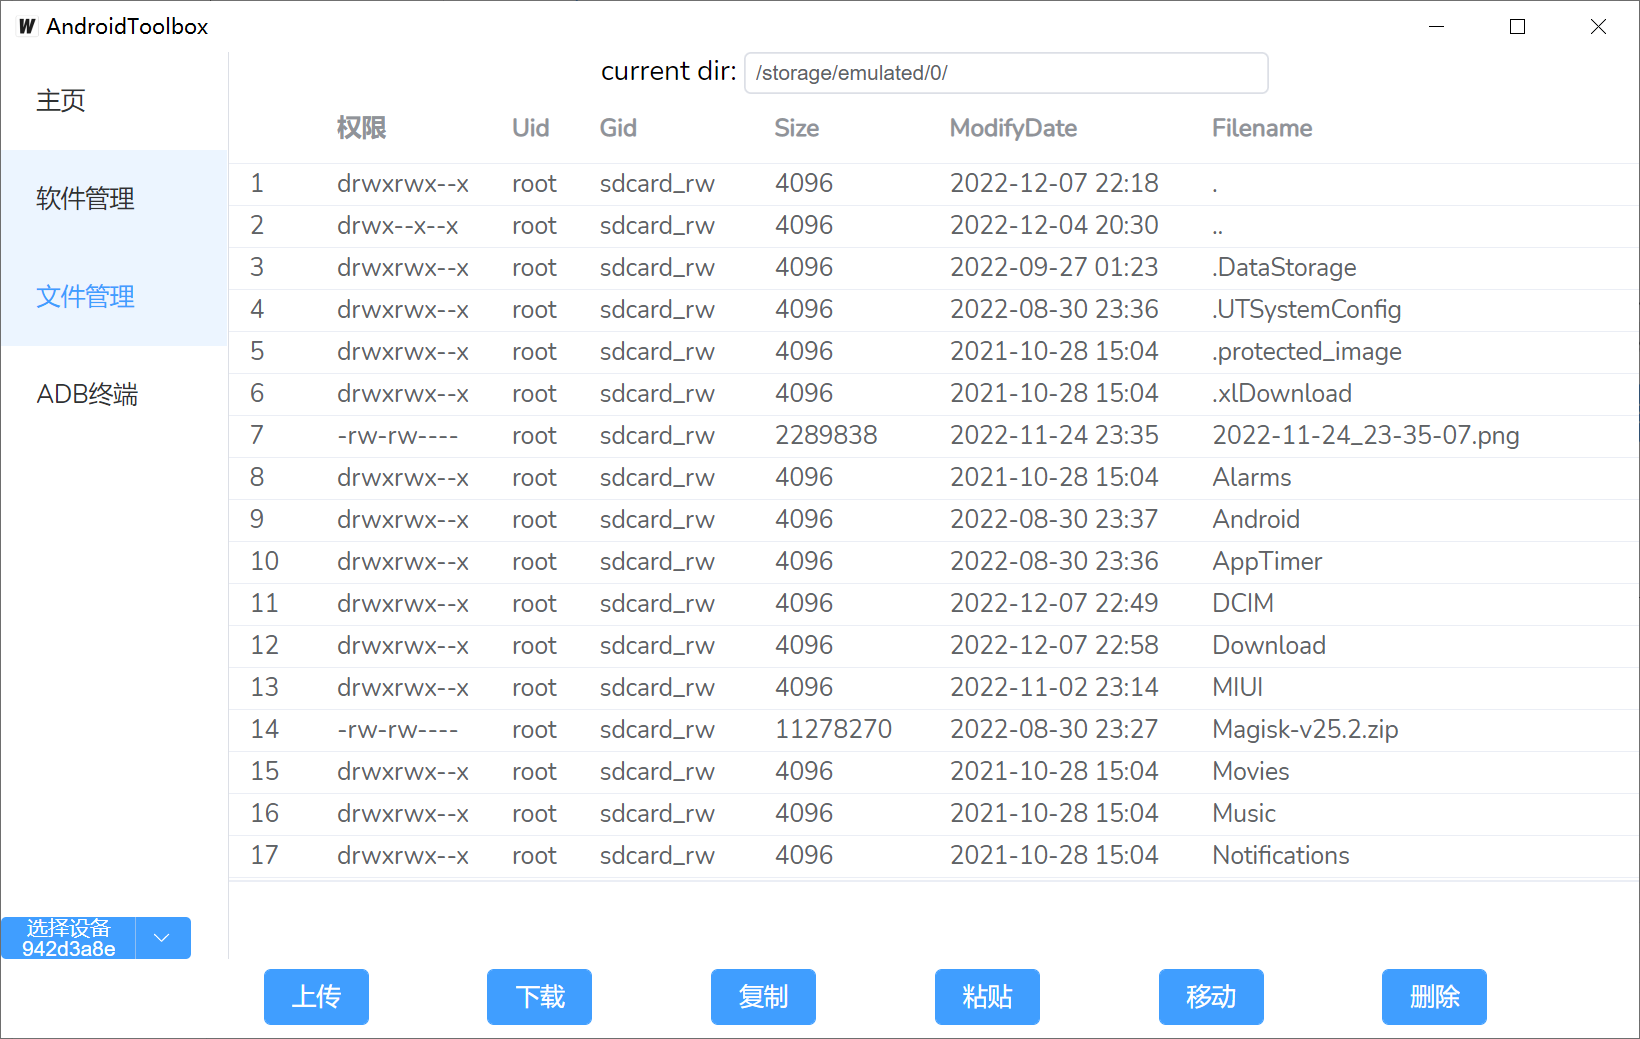 W AndroidToolbox
主页
软件管理
文件管理
ADB终端
选择设备
942d3a8e
current dir: /storage/emulated/0/
权限 Uid Gid Size ModifyDate Filename
1 drwxrwx--x root sdcard_rw 4096 2022-12-07 22:18 .
2 drwx--x--x root sdcard_rw 4096 2022-12-04 20:30 ..
3 drwxrwx--x root sdcard_rw 4096 2022-09-27 01:23 .DataStorage
4 drwxrwx--x root sdcard_rw 4096 2022-08-30 23:36 .UTSystemConfig
5 drwxrwx--x root sdcard_rw 4096 2021-10-28 15:04 .protected_image
6 drwxrwx--x root sdcard_rw 4096 2021-10-28 15:04 .xlDownload
7 -rw-rw---- root sdcard_rw 2289838 2022-11-24 23:35 2022-11-24_23-35-07.png
8 drwxrwx--x root sdcard_rw 4096 2021-10-28 15:04 Alarms
9 drwxrwx--x root sdcard_rw 4096 2022-08-30 23:37 Android
10 drwxrwx--x root sdcard_rw 4096 2022-08-30 23:36 AppTimer
11 drwxrwx--x root sdcard_rw 4096 2022-12-07 22:49 DCIM
12 drwxrwx--x root sdcard_rw 4096 2022-12-07 22:58 Download
13 drwxrwx--x root sdcard_rw 4096 2022-11-02 23:14 MIUI
14 -rw-rw---- root sdcard_rw 11278270 2022-08-30 23:27 Magisk-v25.2.zip
15 drwxrwx--x root sdcard_rw 4096 2021-10-28 15:04 Movies
16 drwxrwx--x root sdcard_rw 4096 2021-10-28 15:04 Music
17 drwxrwx--x root sdcard_rw 4096 2021-10-28 15:04 Notifications
上传 下载 复制 粘贴 移动 删除